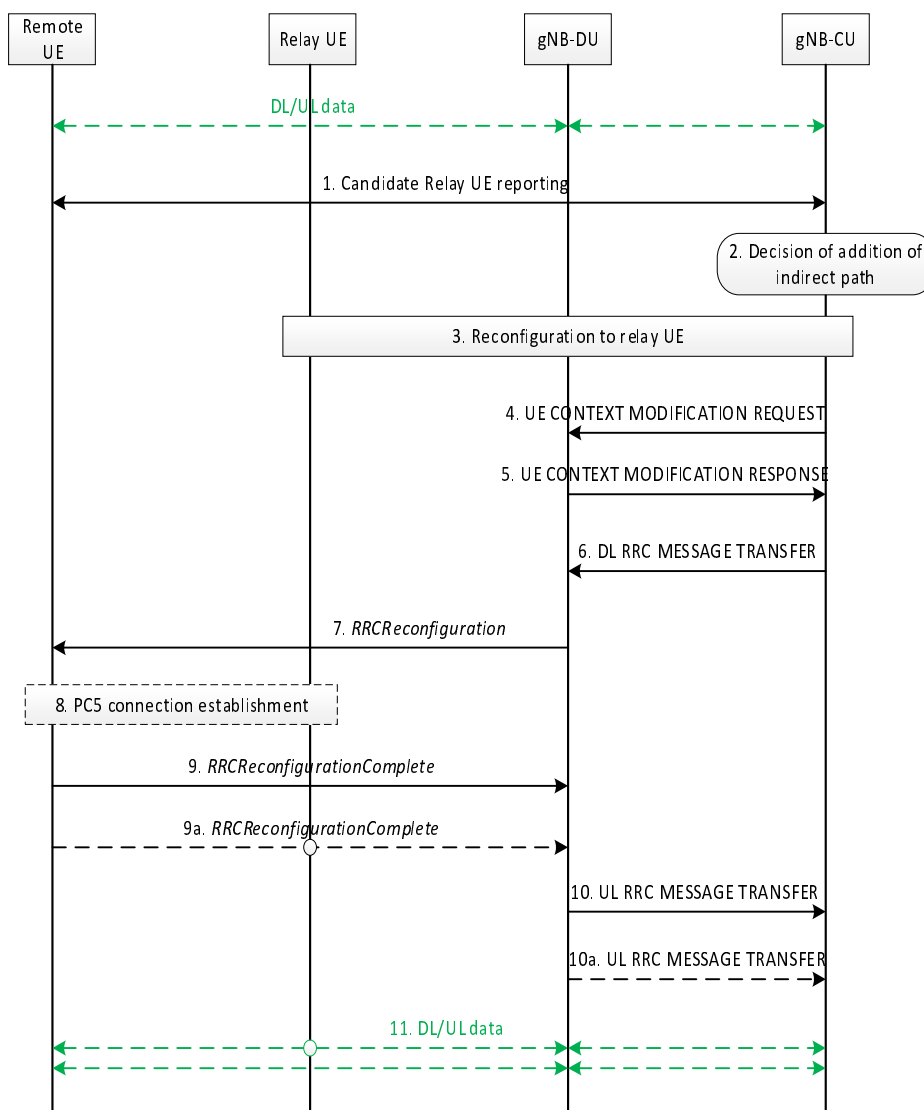 Remote
UE
Relay UE
gNB-DU
gNB-CU
DL/UL data
1. Candidate Relay UE reporting
2. Decision of addition of
indirect path
3. Reconfiguration to relay UE
4. UE CONTEXT MODIFICATION REQUEST
5. UE CONTEXT MODIFICATION RESPONSE
6. DL RRC MESSAGE TRANSFER
7. RRCReconfiguration
8. PC5 connection establishment
9. RRCReconfigurationComplete
9a. RRCReconfigurationComplete
10. UL RRC MESSAGE TRANSFER
10a. UL RRC MESSAGE TRANSFER
11. DL/UL data